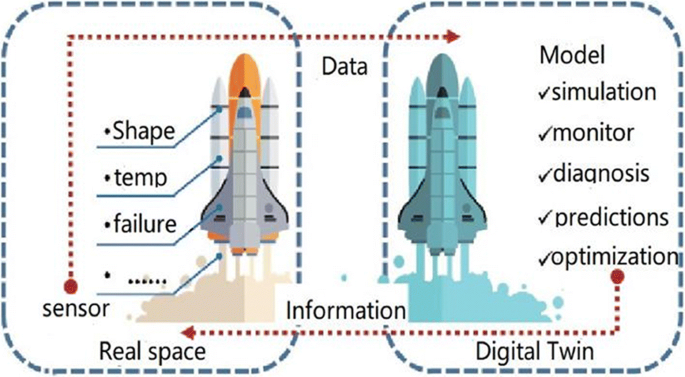 Data
•Shape
•temp
•failure
• ......
sensor
Real space
Information
Model
✓simulation
✓monitor
✓diagnosis
✓predictions
✓optimization
Digital Twin